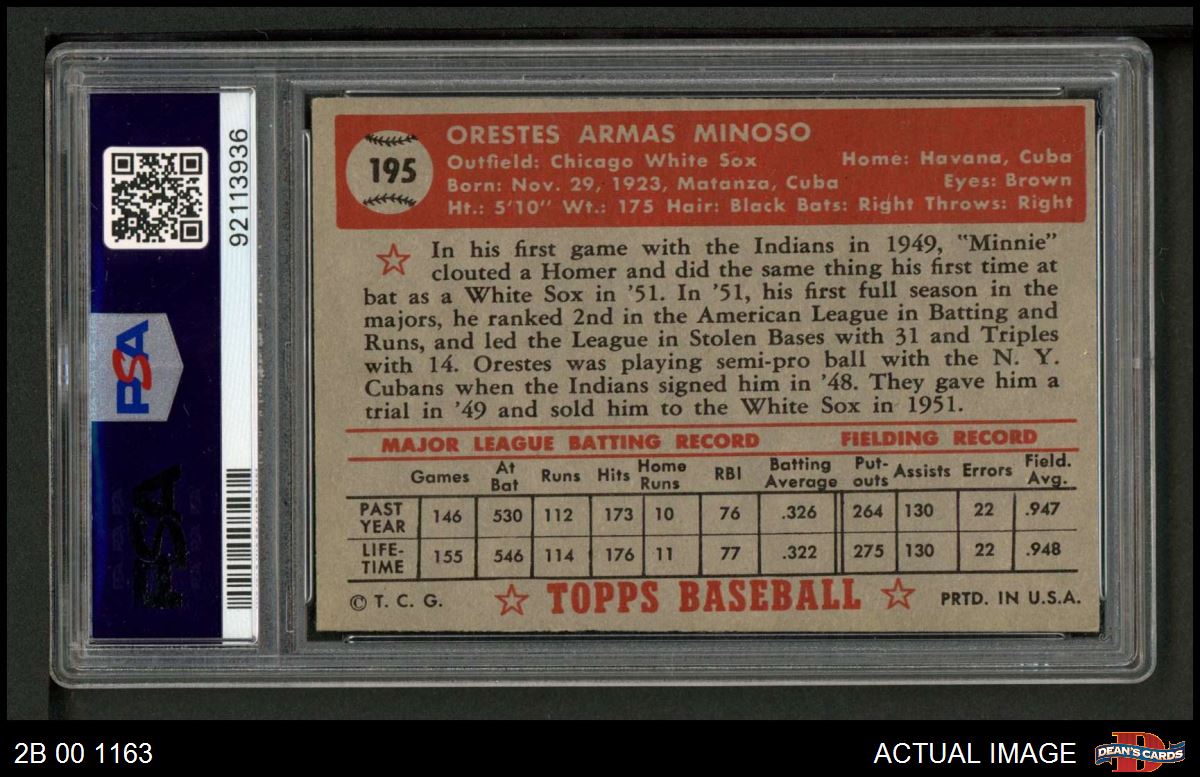 92113936
PSA
PSA
195
ORESTES ARMAS MINOSO
Outfield: Chicago White Sox Home: Havana, Cuba
Born: Nov. 29, 1923, Matanza, Cuba Eyes: Brown
Ht.: 5'10" Wt.: 175 Hair: Black Bats: Right Throws: Right
In his first game with the Indians in 1949, "Minnie"
clouted a Homer and did the same thing his first time at
bat as a White Sox in '51. In '51, his first full season in the
majors, he ranked 2nd in the American League in Batting and
Runs, and led the League in Stolen Bases with 31 and Triples
with 14. Orestes was playing semi-pro ball with the N. Y.
Cubans when the Indians signed him in '48. They gave him a
trial in '49 and sold him to the White Sox in 1951.
MAJOR LEAGUE BATTING RECORD FIELDING RECORD
Games At Bat Runs Hits Home Runs RBI Batting Average Put-outs Assists Errors Field. Avg.
PAST YEAR 146 530 112 173 10 76 .326 264 130 22 .947
LIFE-TIME 155 546 114 176 11 77 .322 275 130 22 .948
© T. C. G. TOPPS BASEBALL PRTD. IN U.S.A.
2B 00 1163 ACTUAL IMAGE DEAN'S CARDS